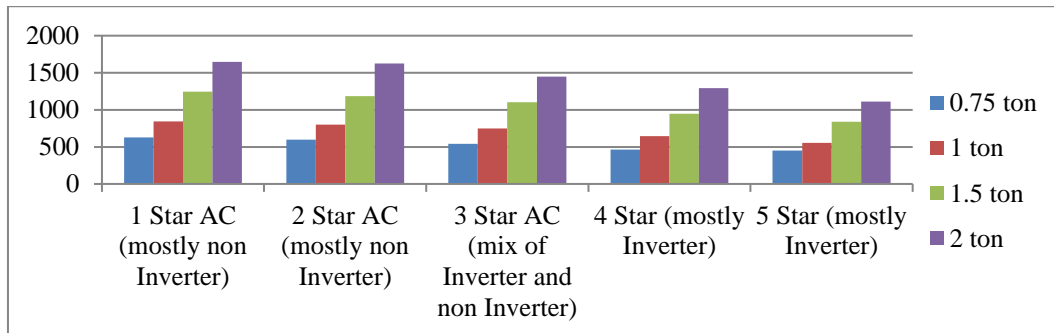 2000
1500
1000
500
0
1 Star AC
(mostly non
Inverter)
2 Star AC
(mostly non
Inverter)
3 Star AC
(mix of
Inverter and
non Inverter)
4 Star (mostly
Inverter)
5 Star (mostly
Inverter)
0.75 ton
1 ton
1.5 ton
2 ton